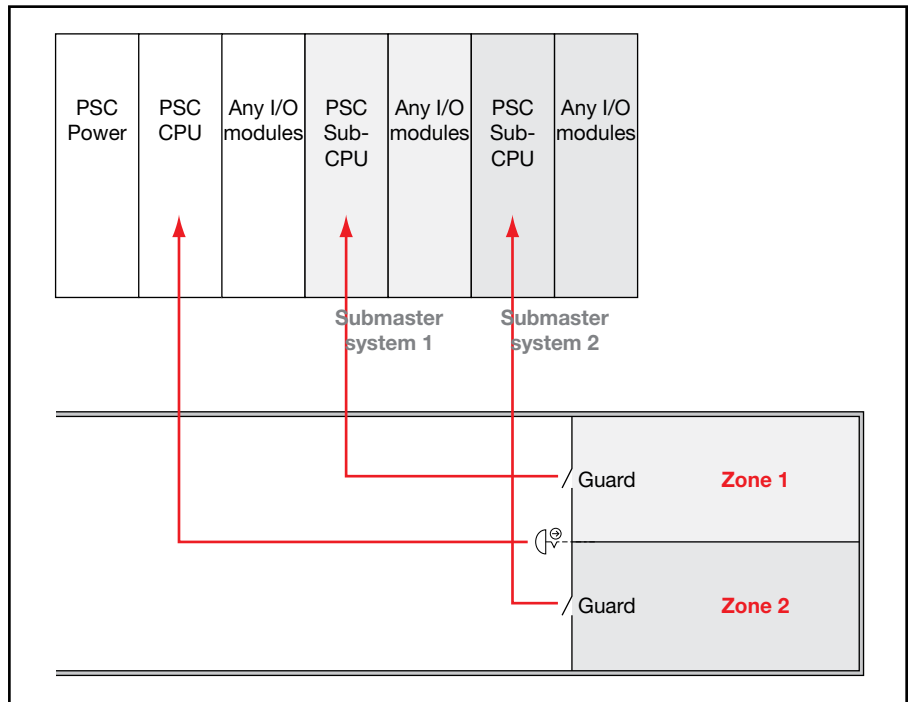 PSC
Power
PSC
CPU
Any I/O
modules
PSC
Sub-
CPU
Any I/O
modules
PSC
Sub-
CPU
Any I/O
modules
Submaster
system 1
Submaster
system 2
Guard
Zone 1
Guard
Zone 2